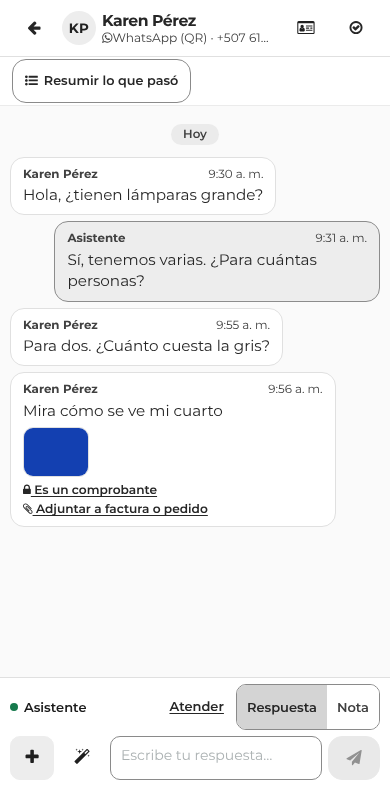 KP
Karen Pérez
WhatsApp (QR) · +507 61...
Resumir lo que pasó
Hoy
Karen Pérez 9:30 a. m.
Hola, ¿tienen lámparas grande?
Asistente 9:31 a. m.
Sí, tenemos varias. ¿Para cuántas
personas?
Karen Pérez 9:55 a. m.
Para dos. ¿Cuánto cuesta la gris?
Karen Pérez 9:56 a. m.
Mira cómo se ve mi cuarto
Es un comprobante
Adjuntar a factura o pedido
Asistente Atender Respuesta Nota
Escribe tu respuesta...